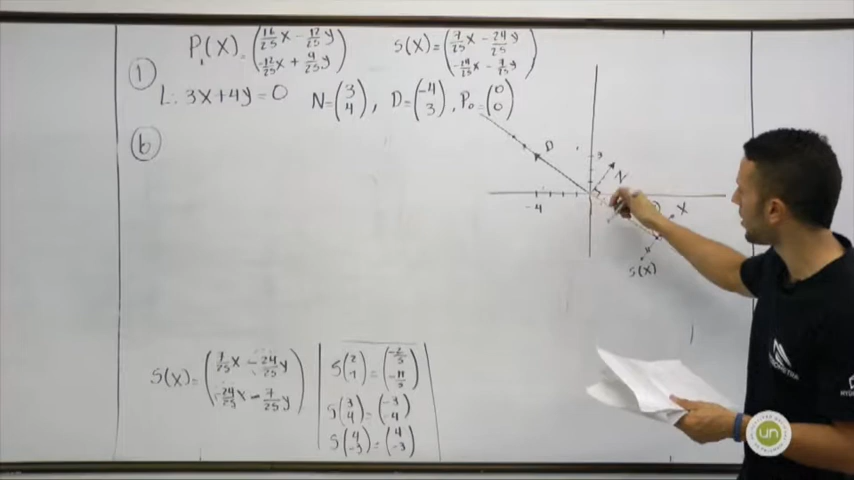 ① P(X) = (16/25 x - 12/25 y, -12/25 x + 9/25 y) S(X) = (7/25 x - 24/25 y, -24/25 x - 7/25 y)
L: 3x+4y=0 N=(3, 4), D=(-4, 3), P₀=(0, 0)
ⓑ
D
3
N
-4
X
S(X)
S(X) = (7/25 x - 24/25 y, -24/25 x - 7/25 y)
S(3, 4) = (-3, -4)
S(4, -3) = (4, -3)
un